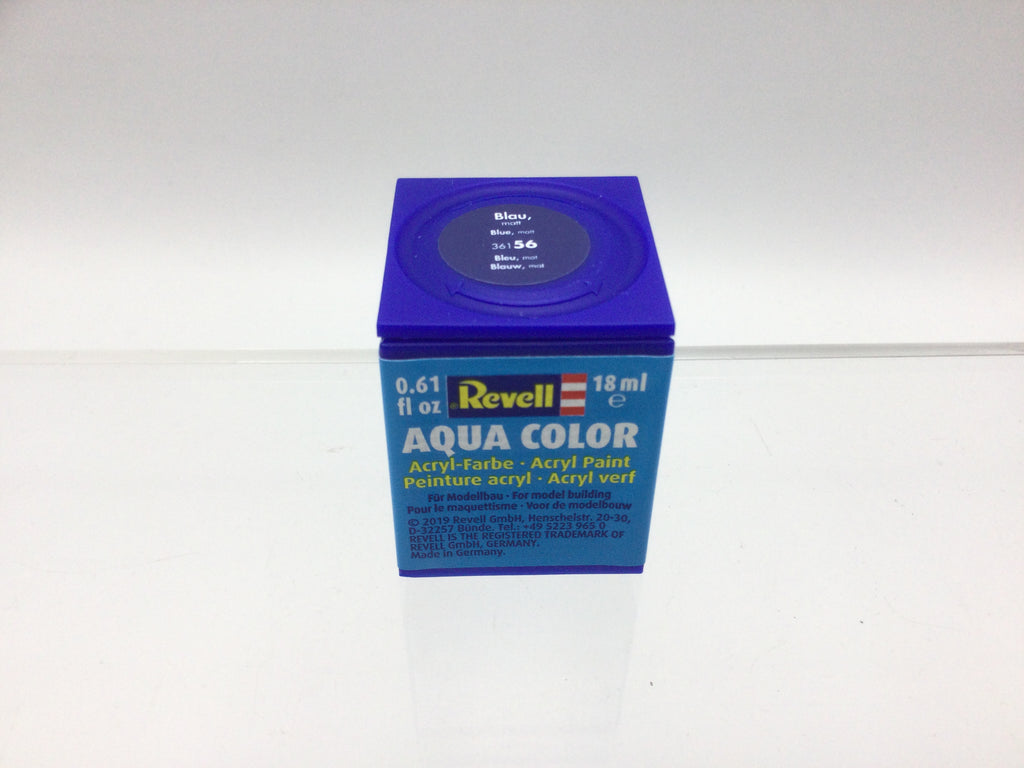 Blau,
matt
Blue, matt
36156
Bleu, mat
Blauw, mat
0.61 fl oz
Revell
18 ml e
AQUA COLOR
Acryl-Farbe · Acryl Paint
Peinture acryl · Acryl verf
Für Modellbau · For model building
Pour le maquettisme · Voor de modelbouw
© 2019 Revell GmbH, Henschelstr. 20-30,
D-32257 Bünde. Tel.: +49 5223 965 0
REVELL IS THE REGISTERED TRADEMARK OF
REVELL GmbH, GERMANY.
Made in Germany.